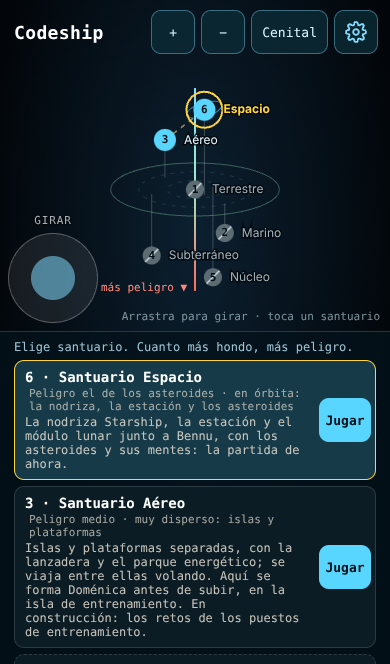 Codeship
+
−
Cenital
6
Espacio
3
Aéreo
1
Terrestre
GIRAR
2
Marino
4
Subterráneo
5
Núcleo
más peligro ▼
Arrastra para girar · toca un santuario
Elige santuario. Cuanto más hondo, más peligro.
6 · Santuario Espacio
Peligro el de los asteroides · en órbita:
la nodriza, la estación y los asteroides
La nodriza Starship, la estación y el
módulo lunar junto a Bennu, con los
asteroides y sus mentes: la partida de
ahora.
Jugar
3 · Santuario Aéreo
Peligro medio · muy disperso: islas y
plataformas
Islas y plataformas separadas, con la
lanzadera y el parque energético; se
viaja entre ellas volando. Aquí se
forma Doménica antes de subir, en la
isla de entrenamiento. En
construcción: los retos de los puestos
de entrenamiento.
Jugar